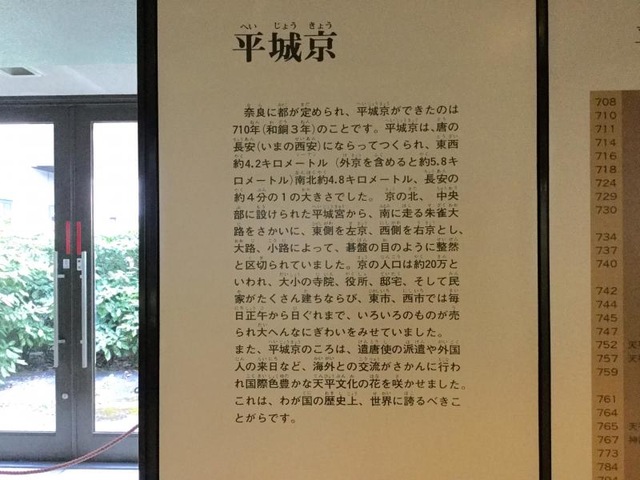 へい じょう きょう
平城京
奈良に都が定められ、平城京ができたのは
710年(和銅3年)のことです。平城京は、唐の
長安(いまの西安)にならってつくられ、東西
約4.2キロメートル(外京を含めると約5.8キ
ロメートル)南北約4.8キロメートル、長安の
約4分の1の大きさでした。京の北、中央
部に設けられた平城宮から、南に走る朱雀大
路をさかいに、東側を左京、西側を右京とし、
大路、小路によって、碁盤の目のように整然
と区切られていました。京の人口は約20万と
いわれ、大小の寺院、役所、邸宅、そして民
家がたくさん建ちならび、東市、西市では毎
日正午から日ぐれまで、いろいろのものが売
られ大へんなにぎわいをみせていました。
また、平城京のころは、遣唐使の派遣や外国
人の来日など、海外との交流がさかんに行わ
れ国際色豊かな天平文化の花を咲かせました。
これは、わが国の歴史上、世界に誇るべきこ
とがらです。
708
710
711
714
716
718
724
729
730
734
737
740
742
744
745
747
752
757
759
761
764
765
767
773
784